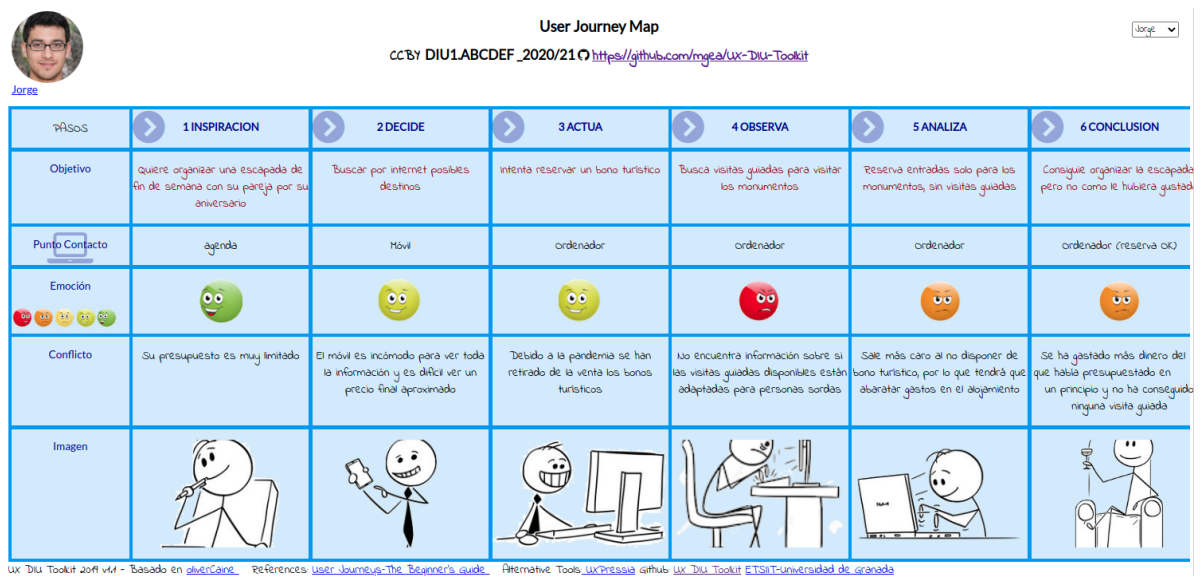 User Journey Map
Jorge
CCBY DIU1.ABCDEF_2020/21 https://github.com/mgea/UX-DIU-Toolkit
Jorge
PASOS
1 INSPIRACION
2 DECIDE
3 ACTUA
4 OBSERVA
5 ANALIZA
6 CONCLUSION
Objetivo
Quiere organizar una escapada de
fin de semana con su pareja por su
aniversario
Buscar por internet posibles
destinos
Intenta reservar un bono turístico
Busca visitas guiadas para visitar
los monumentos
Reserva entradas solo para los
monumentos, sin visitas guiadas
Consiguie organizar la escapada
pero no como le hubiera gustad
Punto Contacto
agenda
Móvil
ordenador
ordenador
ordenador
ordenador (reserva OK)
Emoción
Conflicto
Su presupuesto es muy limitado
El móvil es incómodo para ver toda
la información y es difícil ver un
precio final aproximado
Debido a la pandemia se han
retirado de la venta los bonos
turísticos
No encuentra información sobre si
las visitas guiadas disponibles están
adaptadas para personas sordas
Sale más caro al no disponer de
bono turístico, por lo que tendrá que
abaratar gastos en el alojamiento
Se ha gastado más dinero del
que había presupuestado en
un principio y no ha conseguido
ninguna visita guiada
Imagen
UX DIU Toolkit 2019 v1.1 - Basado en oliverCaine References: User Journeys-The Beginner's Guide Alternative Tools: UXPressia Github: UX DIU Toolkit ETSIIT-Universidad de Granada